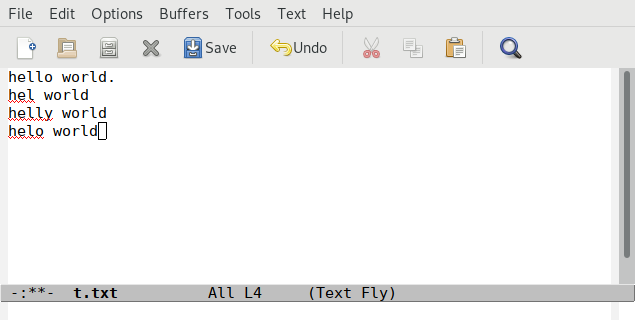 File Edit Options Buffers Tools Text Help
Save Undo
hello world.
hel world
helly world
helo world
-:**- t.txt All L4 (Text Fly)